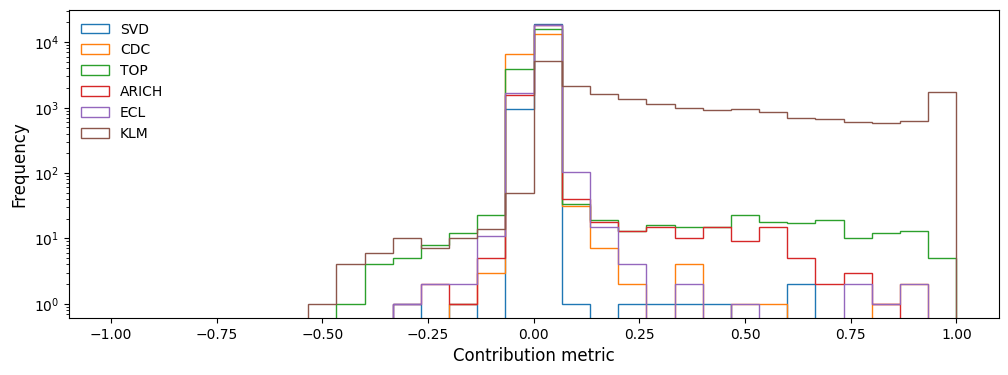 SVD
CDC
TOP
ARICH
ECL
KLM
Frequency
10⁴
10³
10²
10¹
10⁰
−1.00 −0.75 −0.50 −0.25 0.00 0.25 0.50 0.75 1.00
Contribution metric